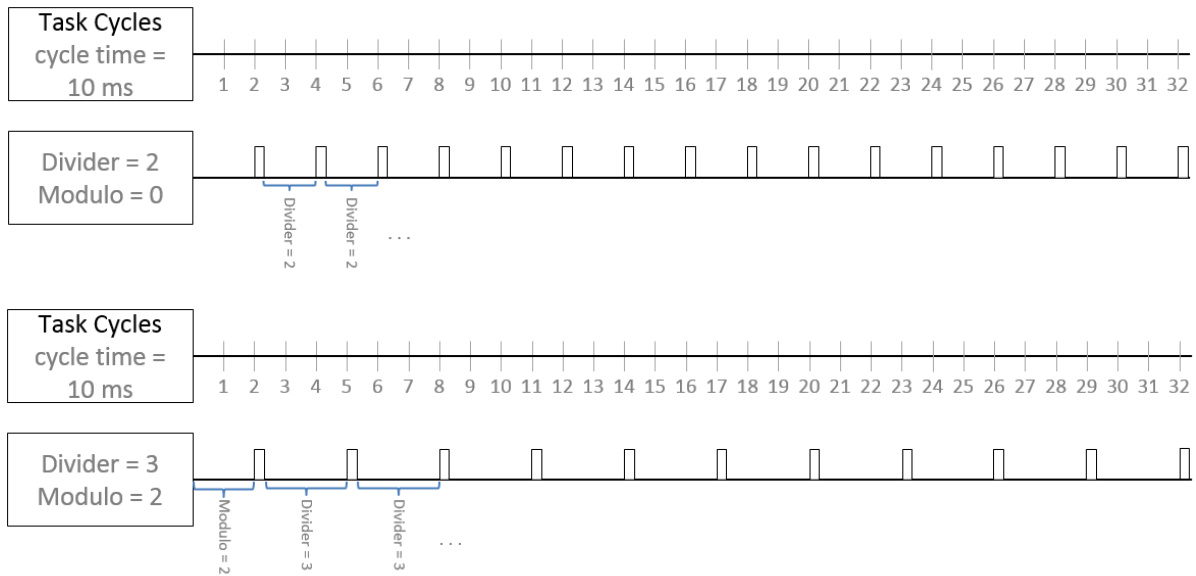 Task Cycles
cycle time =
10 ms
1 2 3 4 5 6 7 8 9 10 11 12 13 14 15 16 17 18 19 20 21 22 23 24 25 26 27 28 29 30 31 32
Divider = 2
Modulo = 0
Divider = 2
Divider = 2
. . .
Task Cycles
cycle time =
10 ms
1 2 3 4 5 6 7 8 9 10 11 12 13 14 15 16 17 18 19 20 21 22 23 24 25 26 27 28 29 30 31 32
Divider = 3
Modulo = 2
Modulo = 2
Divider = 3
Divider = 3
. . .